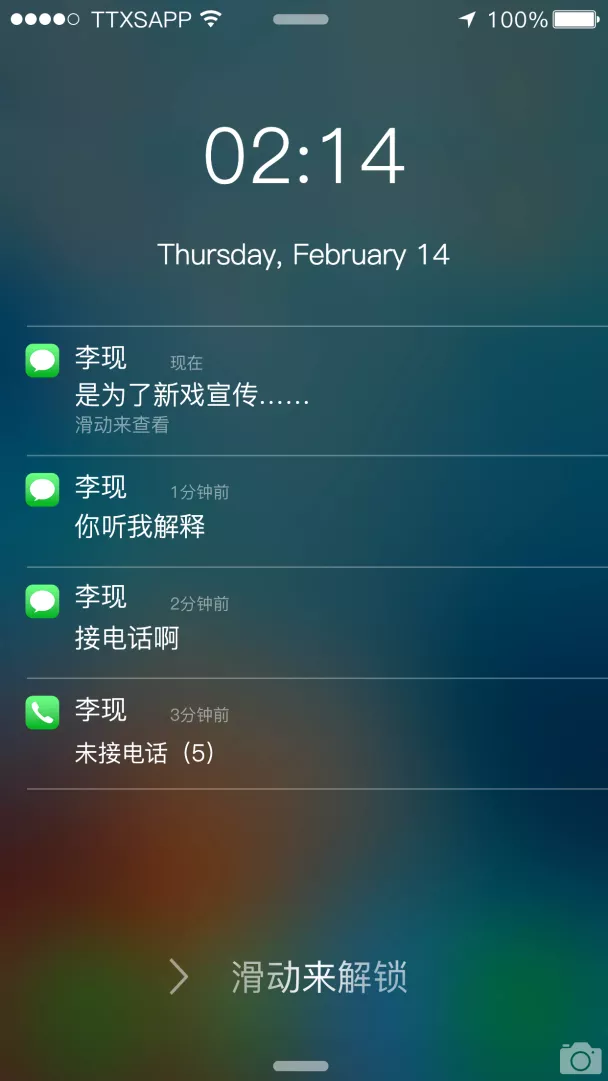 TTXSAPP 100%
02:14
Thursday, February 14
李现 现在
是为了新戏宣传……
滑动来查看
李现 1分钟前
你听我解释
李现 2分钟前
接电话啊
李现 3分钟前
未接电话（5）
滑动来解锁